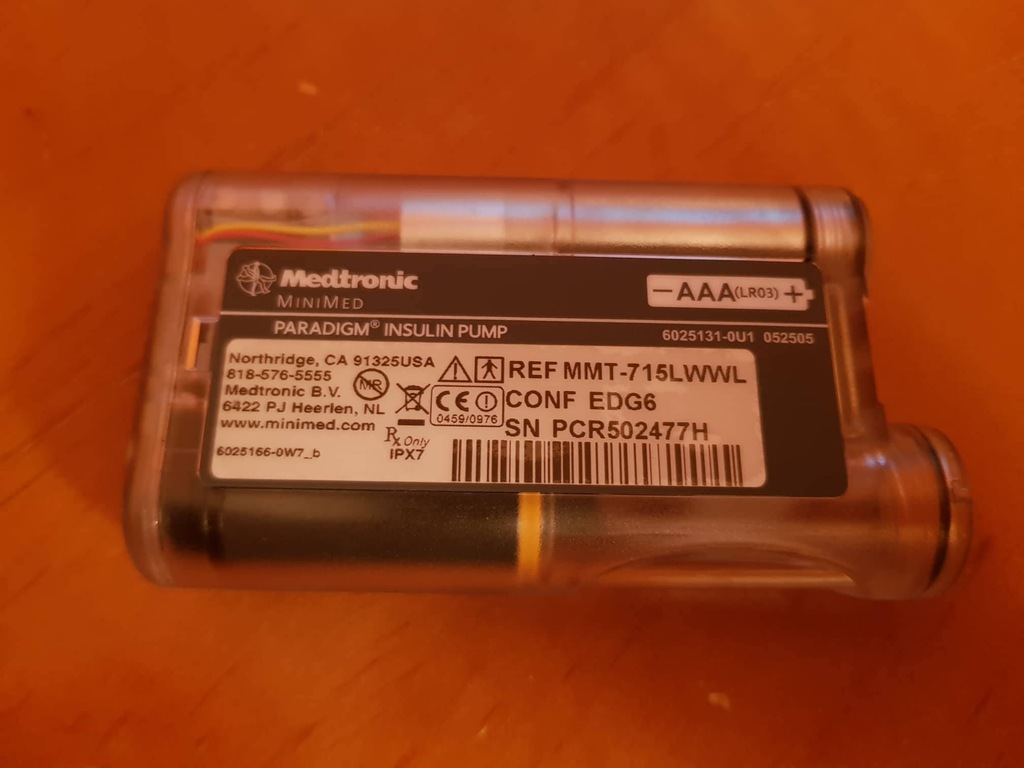 Medtronic
MINIMED
−AAA(LR03)+
PARADIGM® INSULIN PUMP
6025131-0U1 052505
Northridge, CA 91325USA
818-576-5555
Medtronic B.V.
6422 PJ Heerlen, NL
www.minimed.com
6025166-0W7_b
MR
CE
0459/0976
Rx Only
IPX7
REF MMT-715LWWL
CONF EDG6
SN PCR502477H